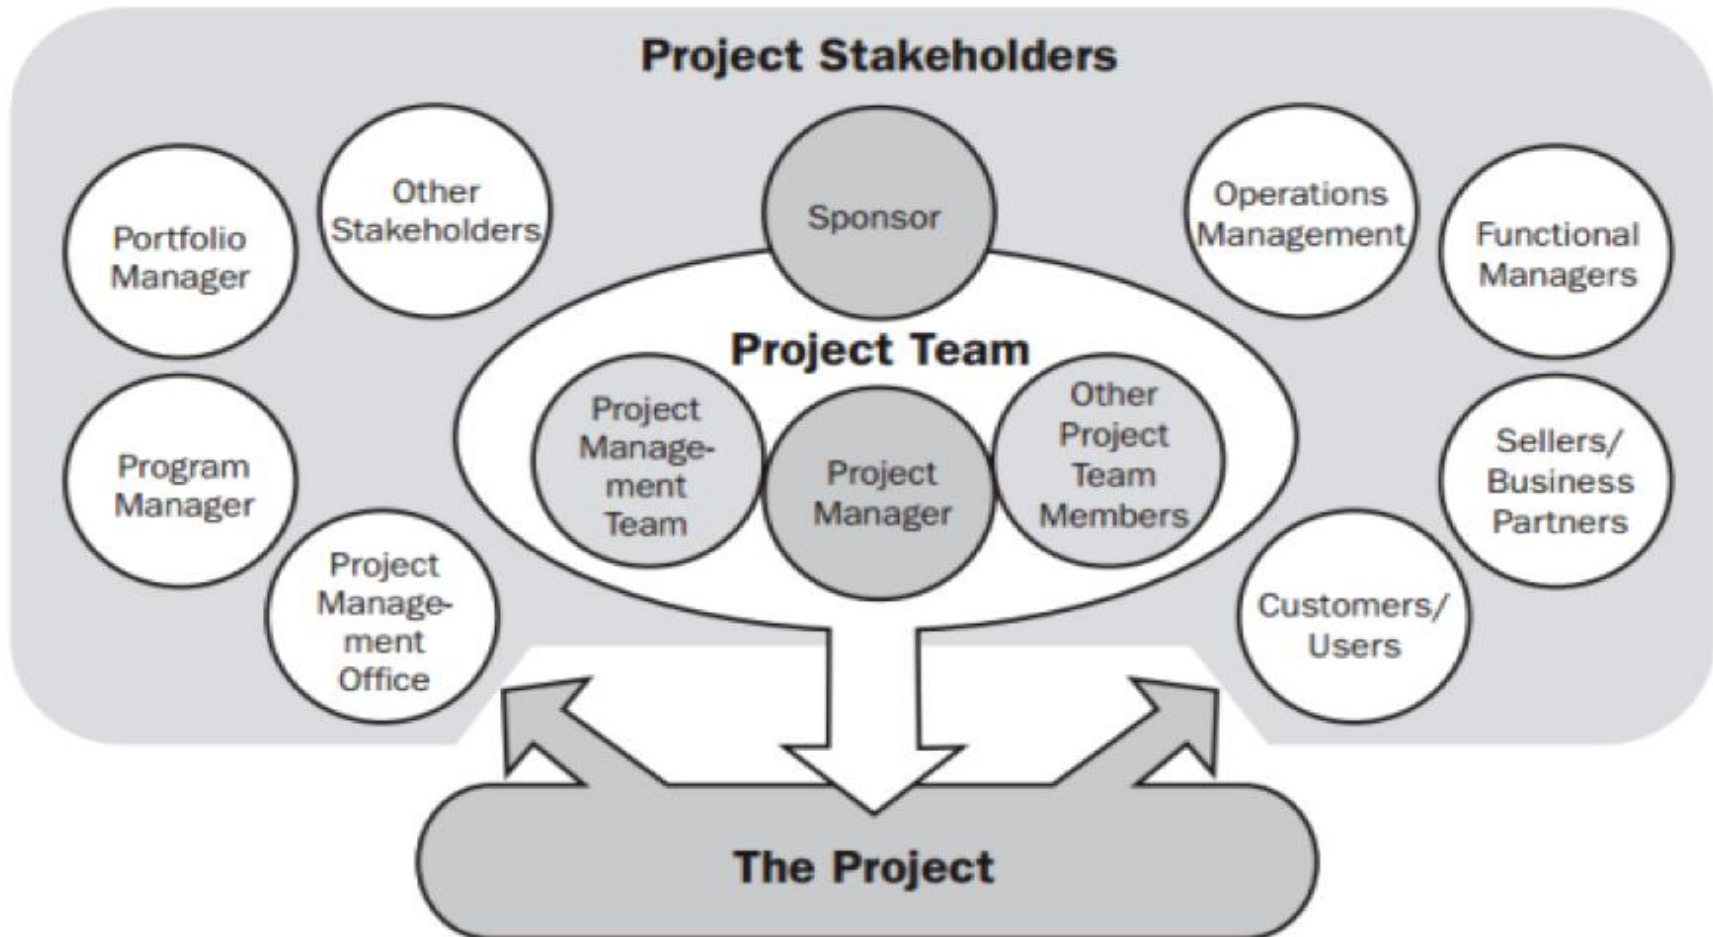 Project Stakeholders
Other
Stakeholders
Portfolio
Manager
Sponsor
Operations
Management
Functional
Managers
Project Team
Project
Manage-
ment
Team
Project
Manager
Other
Project
Team
Members
Program
Manager
Sellers/
Business
Partners
Project
Manage-
ment
Office
Customers/
Users
The Project